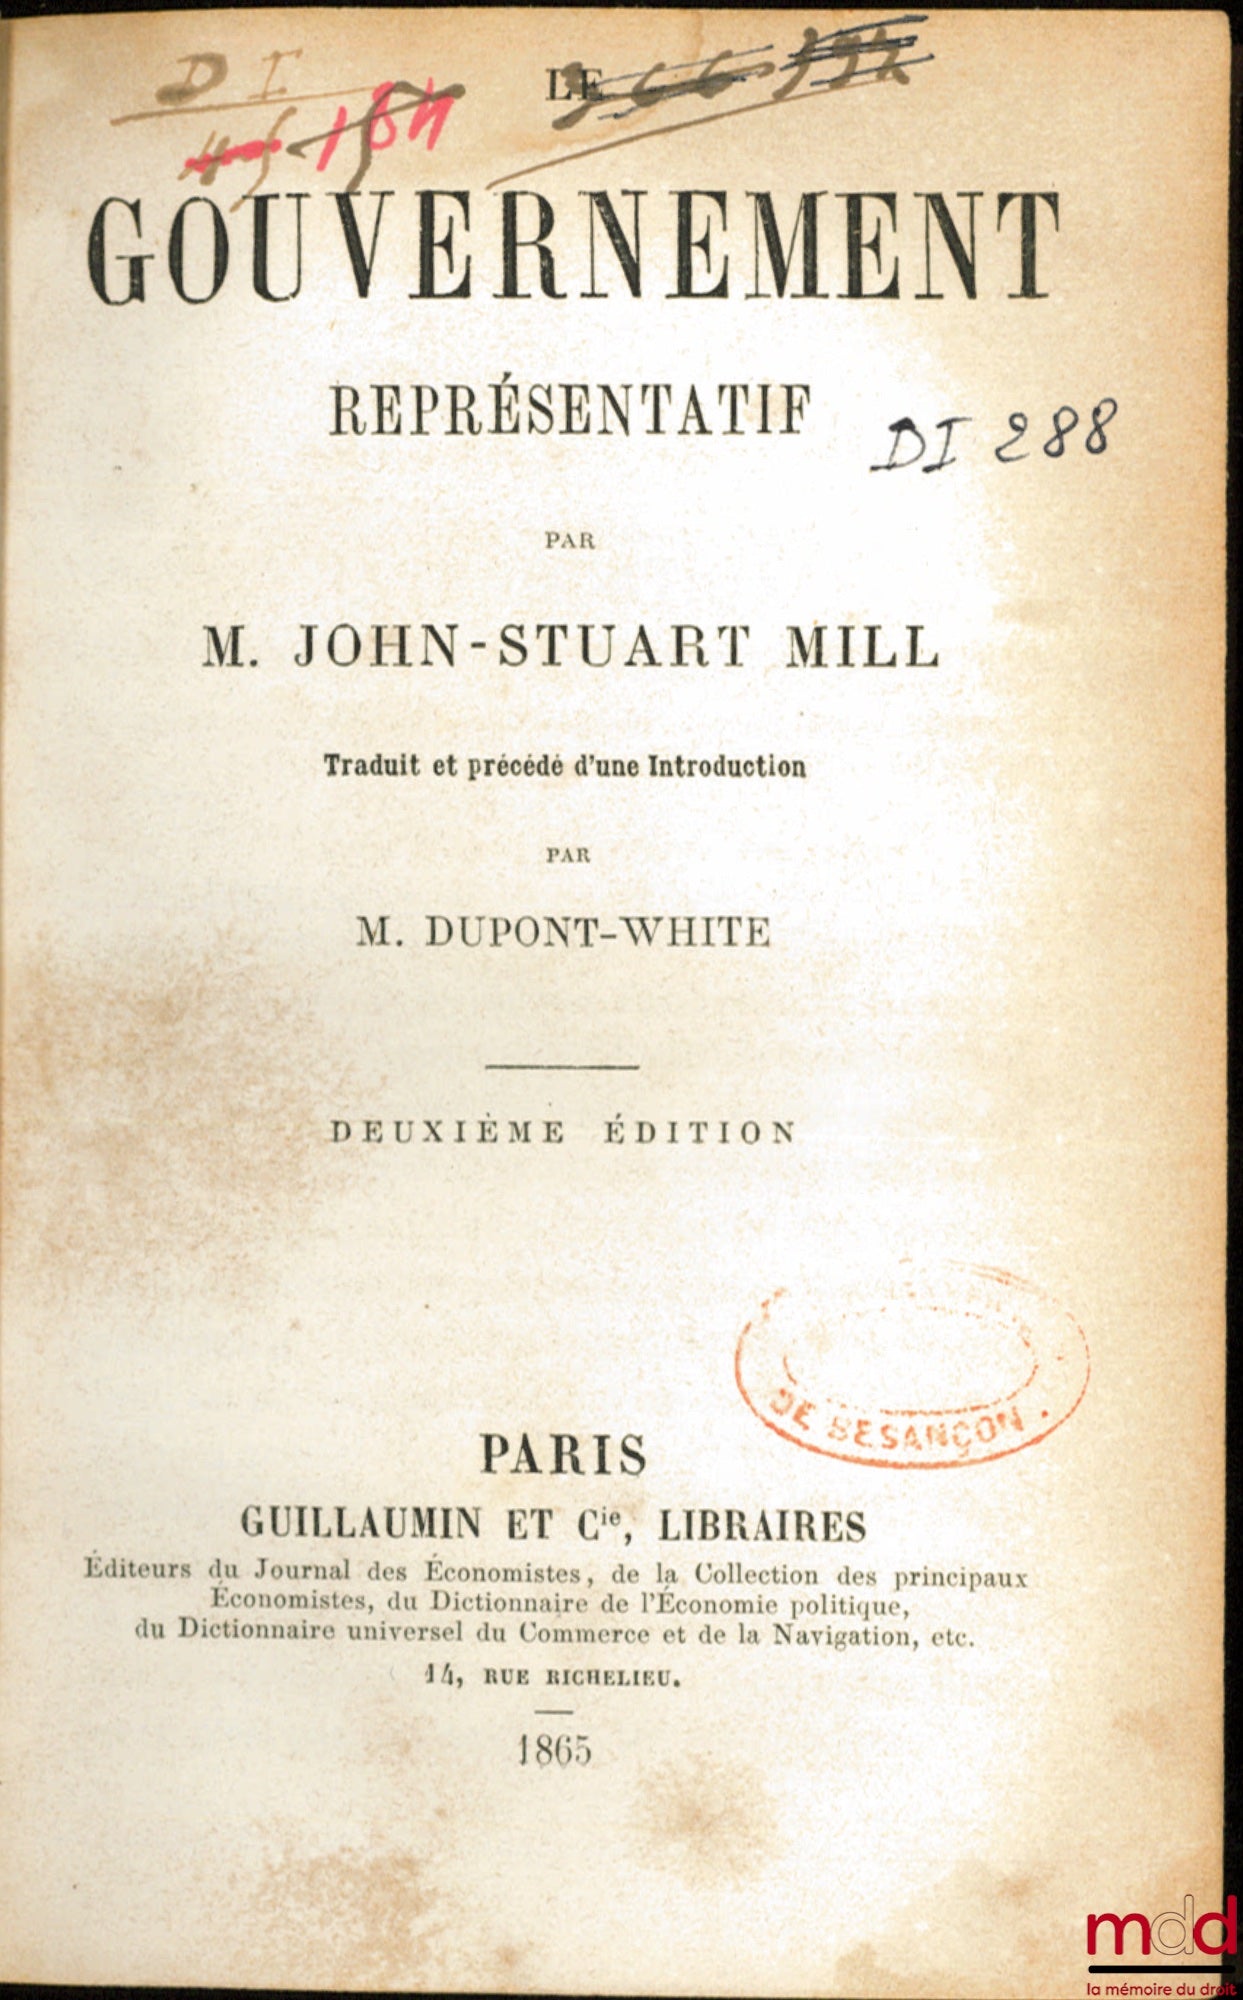 D I
LE
184
GOUVERNEMENT
REPRÉSENTATIF
DI 288
PAR
M. JOHN-STUART MILL
Traduit et précédé d'une Introduction
PAR
M. DUPONT-WHITE
DEUXIÈME ÉDITION
DE BESANÇON.
PARIS
GUILLAUMIN ET Cie, LIBRAIRES
Éditeurs du Journal des Économistes, de la Collection des principaux
Économistes, du Dictionnaire de l'Économie politique,
du Dictionnaire universel du Commerce et de la Navigation, etc.
14, RUE RICHELIEU.
1865
mdd
la mémoire du droit